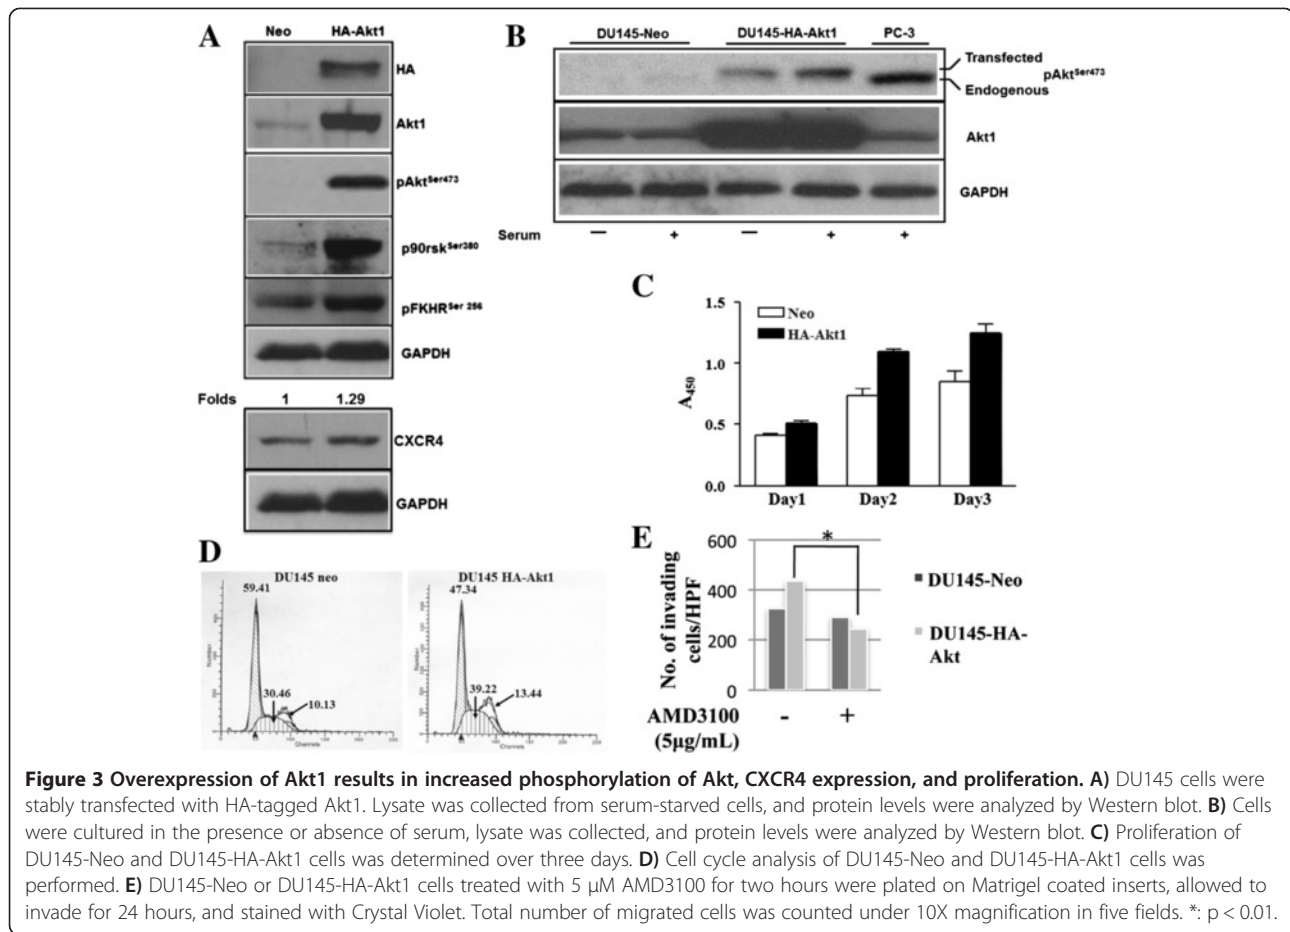 A
Neo HA-Akt1
HA
Akt1
pAktSer473
p90rskSer380
pFKHRSer 256
GAPDH
Folds 1 1.29
CXCR4
GAPDH
B
DU145-Neo DU145-HA-Akt1 PC-3
Transfected
pAktSer473
Endogenous
Akt1
GAPDH
Serum — + — + +
C
Neo
HA-Akt1
A450
1.5
1.0
0.5
0.0
Day1 Day2 Day3
D
DU145 neo DU145 HA-Akt1
59.41 47.34
30.46 10.13 39.22 13.44
Number Number
Channels Channels
E
*
No. of invading
cells/HPF
600
400
200
0
DU145-Neo
DU145-HA-
Akt
AMD3100 - +
(5µg/mL)
Figure 3 Overexpression of Akt1 results in increased phosphorylation of Akt, CXCR4 expression, and proliferation. A) DU145 cells were
stably transfected with HA-tagged Akt1. Lysate was collected from serum-starved cells, and protein levels were analyzed by Western blot. B) Cells
were cultured in the presence or absence of serum, lysate was collected, and protein levels were analyzed by Western blot. C) Proliferation of
DU145-Neo and DU145-HA-Akt1 cells was determined over three days. D) Cell cycle analysis of DU145-Neo and DU145-HA-Akt1 cells was
performed. E) DU145-Neo or DU145-HA-Akt1 cells treated with 5 µM AMD3100 for two hours were plated on Matrigel coated inserts, allowed to
invade for 24 hours, and stained with Crystal Violet. Total number of migrated cells was counted under 10X magnification in five fields. *: p < 0.01.